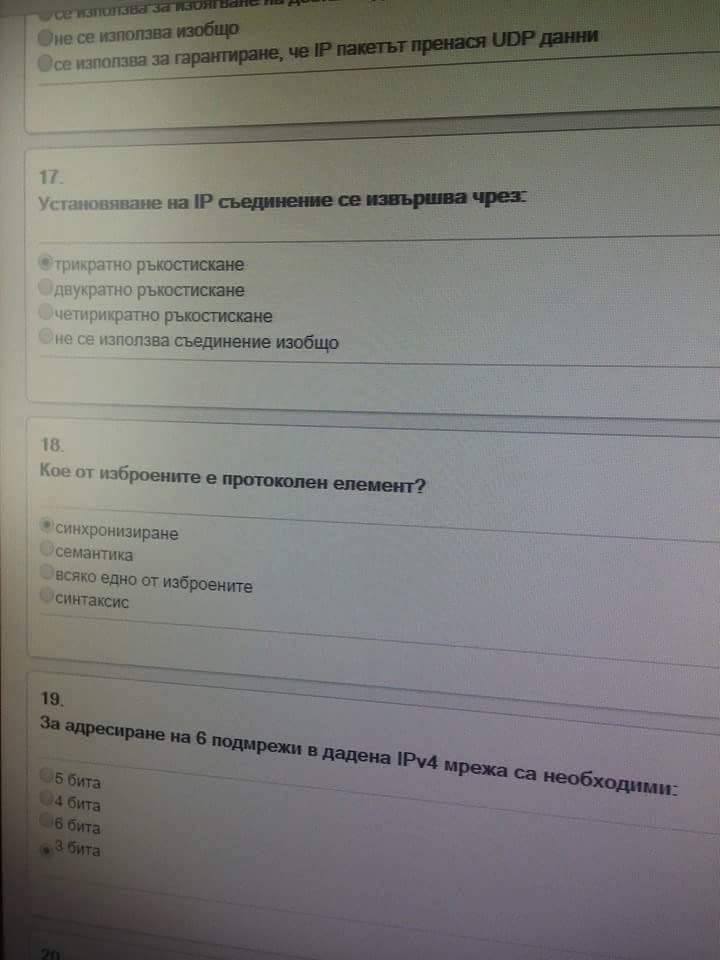 се използва за избягване на
не се използва изобщо
се използва за гарантиране, че IP пакетът пренася UDP данни
17.
Установяване на IP съединение се извършва чрез:
трикратно ръкостискане
двукратно ръкостискане
четирикратно ръкостискане
не се използва съединение изобщо
18.
Кое от изброените е протоколен елемент?
синхронизиране
семантика
всяко едно от изброените
синтаксис
19.
За адресиране на 6 подмрежи в дадена IPv4 мрежа са необходими:
5 бита
4 бита
6 бита
3 бита
20.